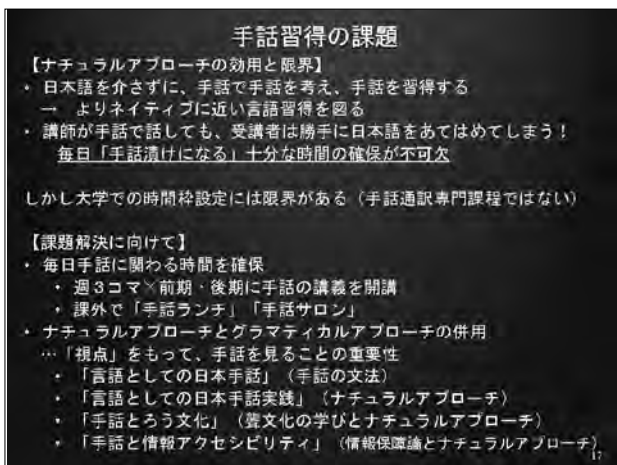 手話習得の課題
【ナチュラルアプローチの効用と限界】
・ 日本語を介さずに、手話で手話を考え、手話を習得する
→ よりネイティブに近い言語習得を図る
・ 講師が手話で話しても、受講者は勝手に日本語をあてはめてしまう!
毎日「手話漬けになる」十分な時間の確保が不可欠
しかし大学での時間枠設定には限界がある(手話通訳専門課程ではない)
【課題解決に向けて】
・ 毎日手話に関わる時間を確保
・ 週3コマ×前期・後期に手話の講義を開講
・ 課外で「手話ランチ」「手話サロン」
・ ナチュラルアプローチとグラマティカルアプローチの併用
…「視点」をもって、手話を見ることの重要性
・ 「言語としての日本手話」(手話の文法)
・ 「言語としての日本手話実践」(ナチュラルアプローチ)
・ 「手話とろう文化」(聾文化の学びとナチュラルアプローチ)
・ 「手話と情報アクセシビリティ」(情報保障論とナチュラルアプローチ)
17